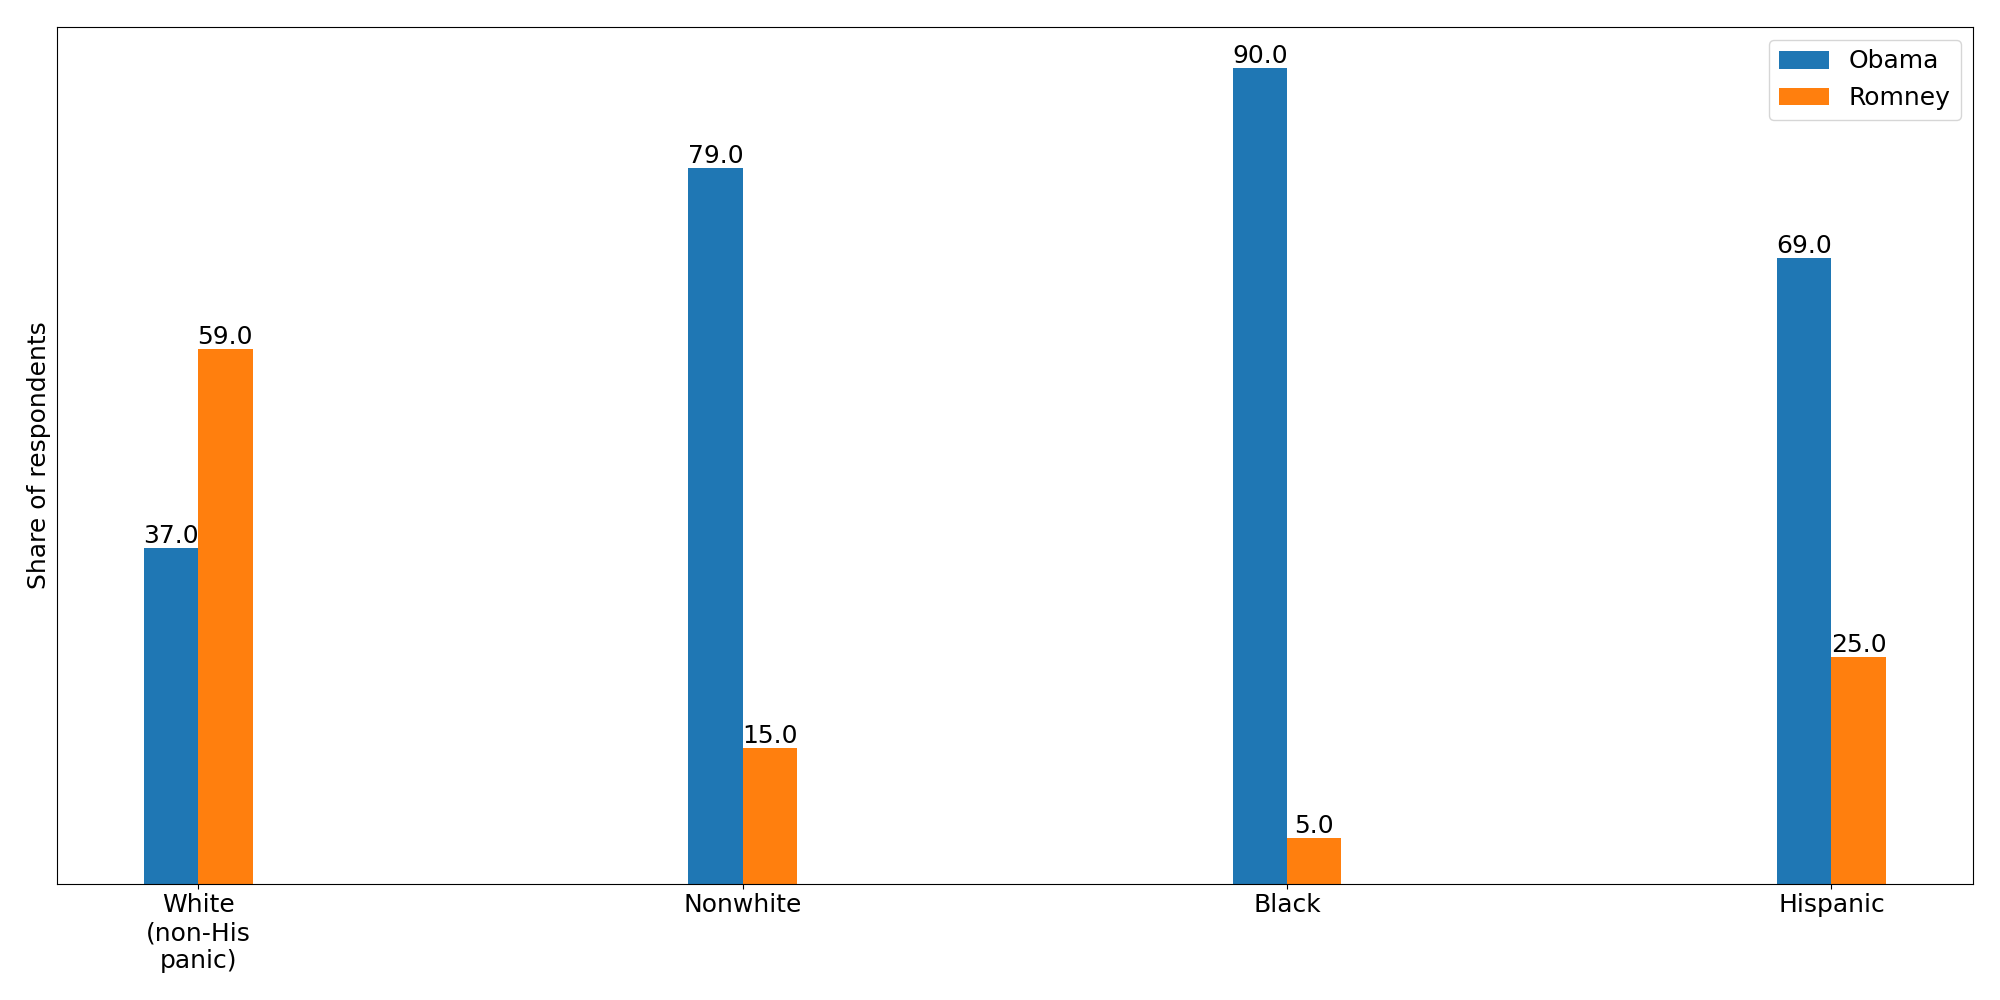 90.0
Obama
Romney
79.0
69.0
59.0
37.0
25.0
15.0
5.0
Share of respondents
White
(non-His
panic)
Nonwhite
Black
Hispanic